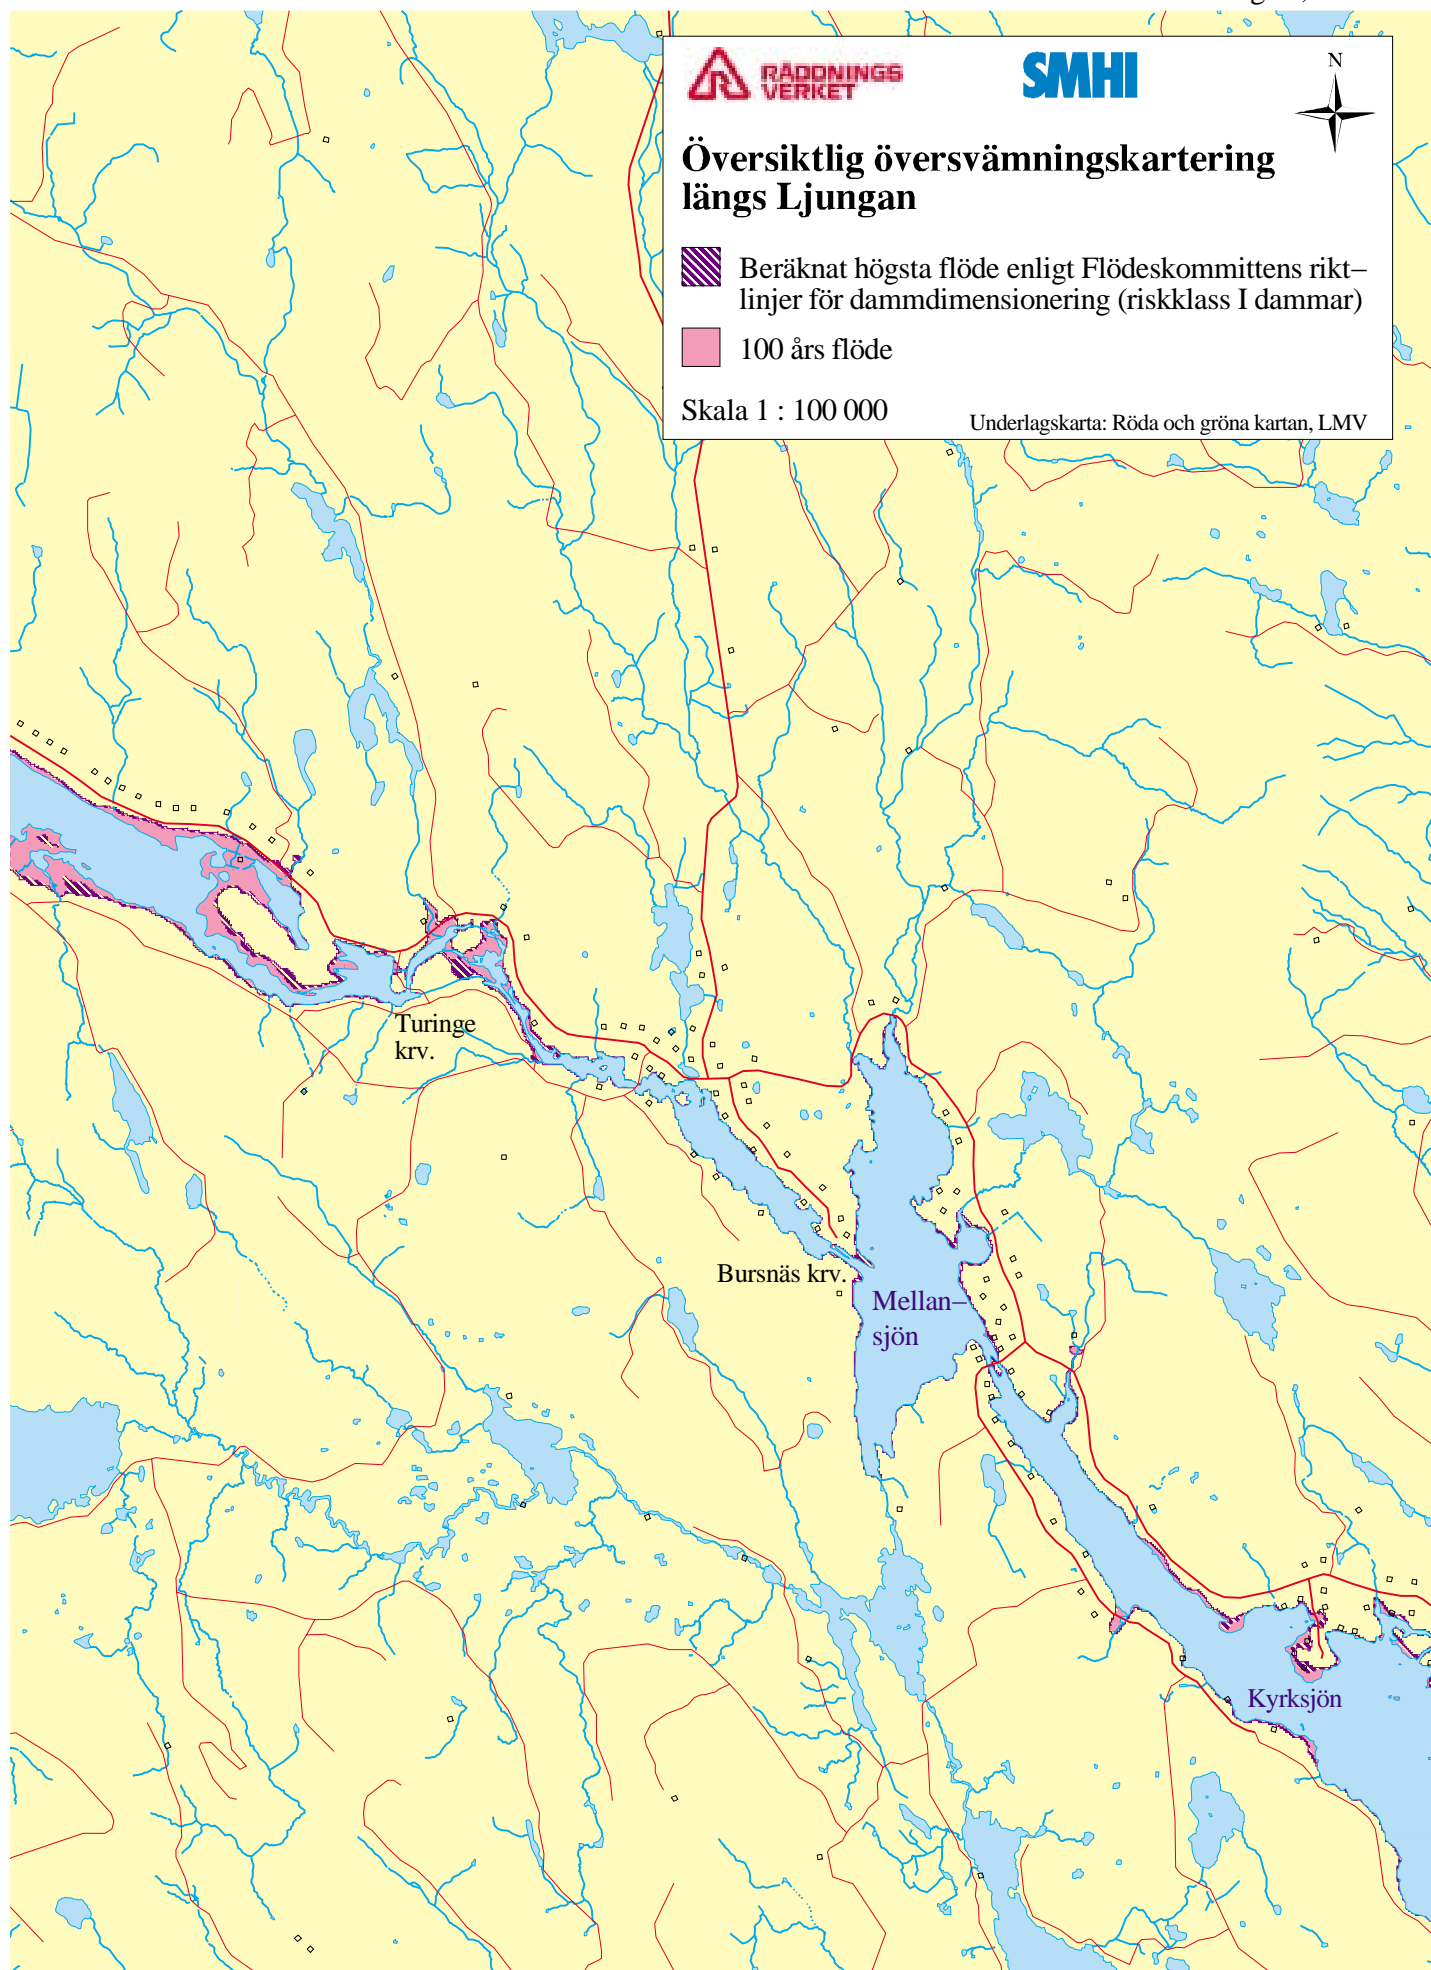 RÄDDNINGS
VERKET
SMHI
N
Översiktlig översvämningskartering
längs Ljungan
Beräknat högsta flöde enligt Flödeskommittens rikt–
linjer för dammdimensionering (riskklass I dammar)
100 års flöde
Skala 1 : 100 000
Underlagskarta: Röda och gröna kartan, LMV
Turinge
krv.
Bursnäs krv.
Mellan–
sjön
Kyrksjön